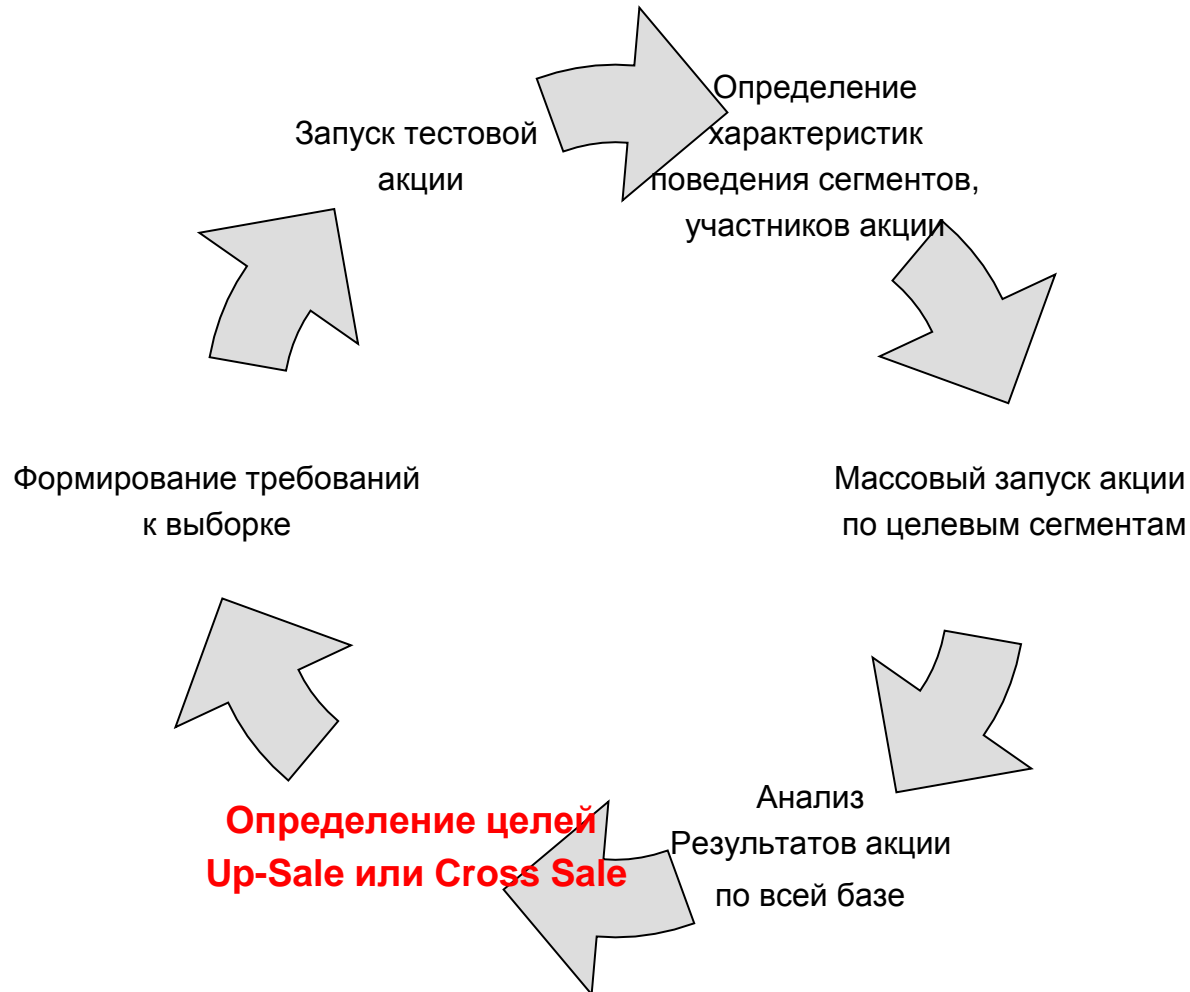 Определение
характеристик
поведения сегментов,
участников акции
Запуск тестовой
акции
Формирование требований
к выборке
Массовый запуск акции
по целевым сегментам
Анализ
Результатов акции
по всей базе
Определение целей
Up-Sale или Cross Sale